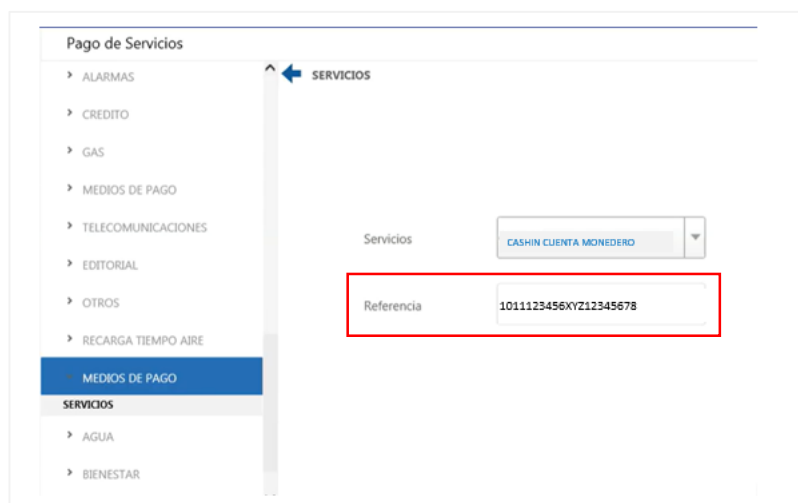 Pago de Servicios
ALARMAS
CREDITO
GAS
MEDIOS DE PAGO
TELECOMUNICACIONES
EDITORIAL
OTROS
RECARGA TIEMPO AIRE
MEDIOS DE PAGO
SERVICIOS
AGUA
BIENESTAR
SERVICIOS
Servicios
CASHIN CUENTA MONEDERO
Referencia
1011123456XYZ12345678